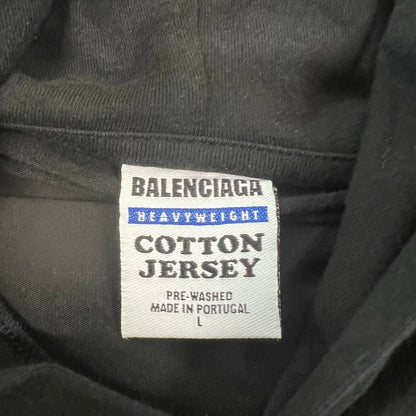 BALENCIAGA
HEAVYWEIGHT
COTTON
JERSEY
PRE-WASHED
MADE IN PORTUGAL
L